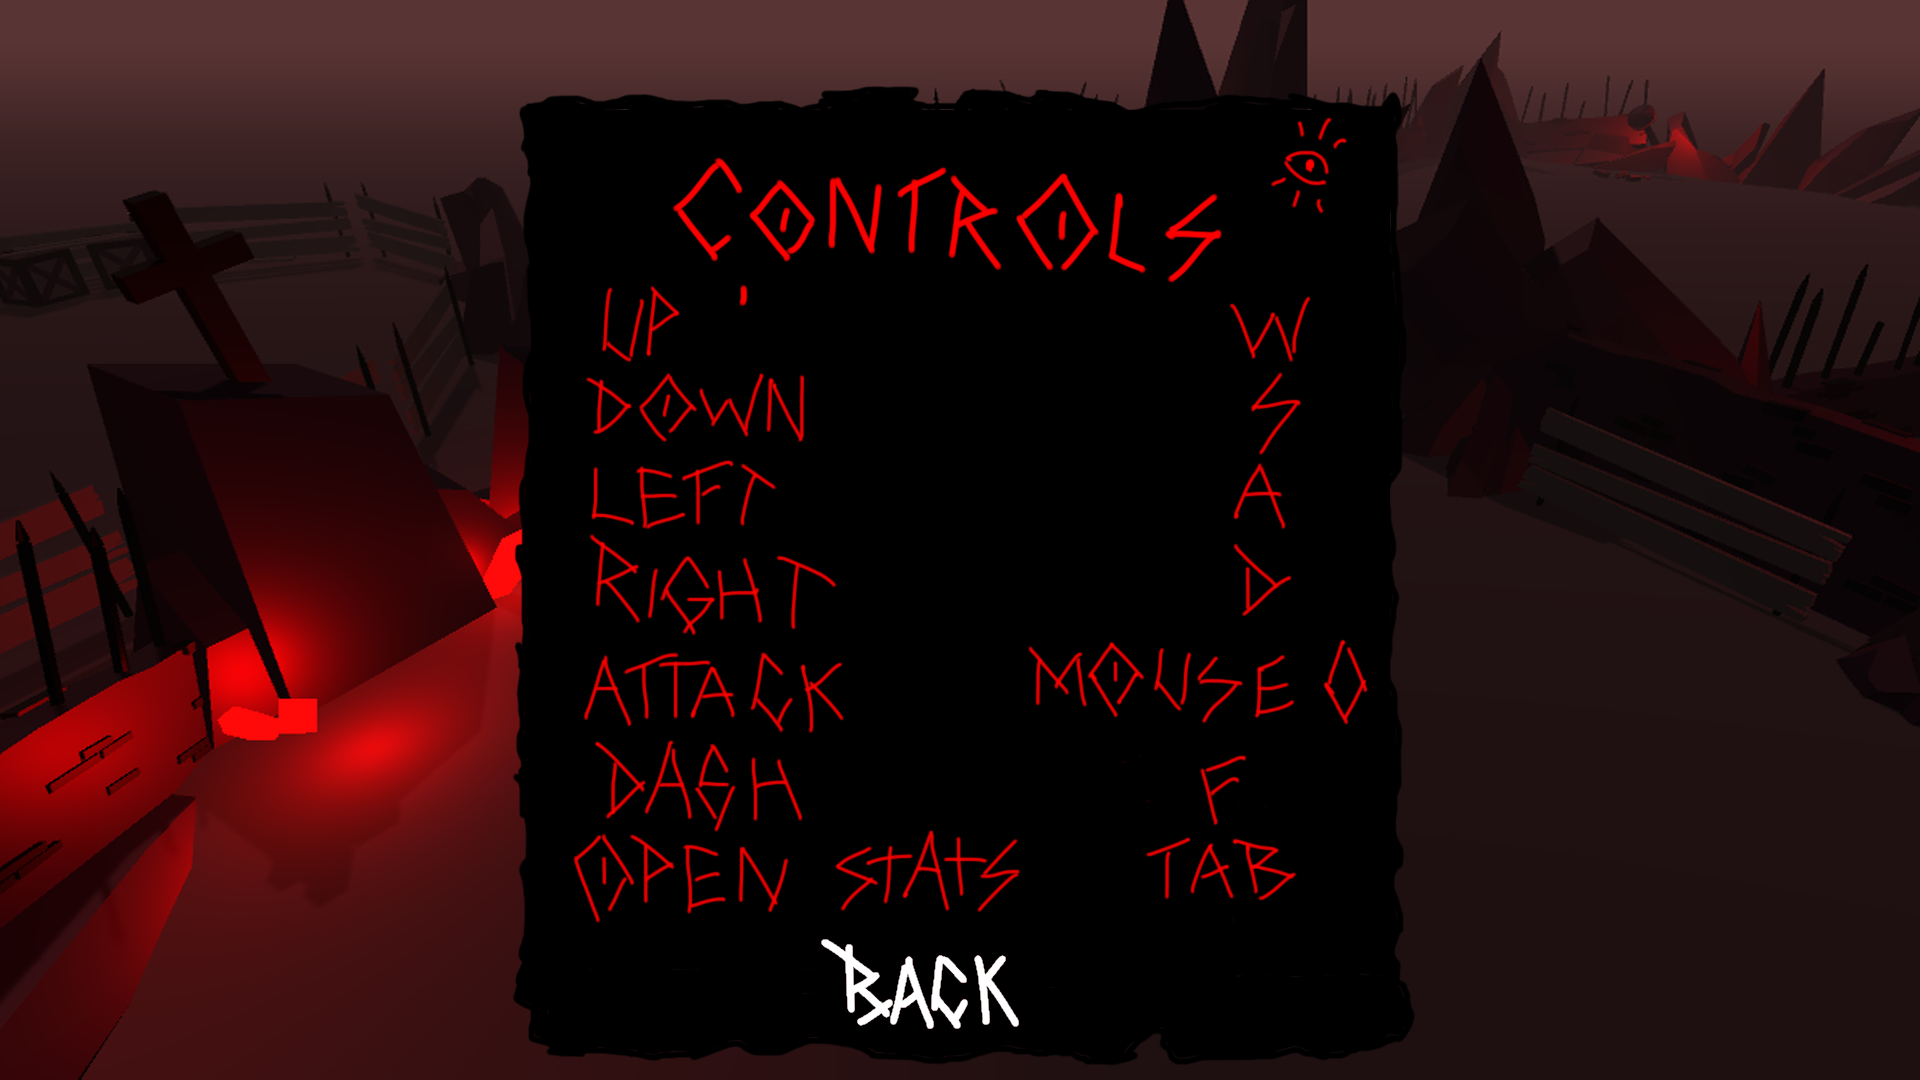 CONTROLS
UP W
DOWN S
LEFT A
RIGHT D
ATTACK MOUSE 0
DASH F
OPEN STATS TAB
BACK